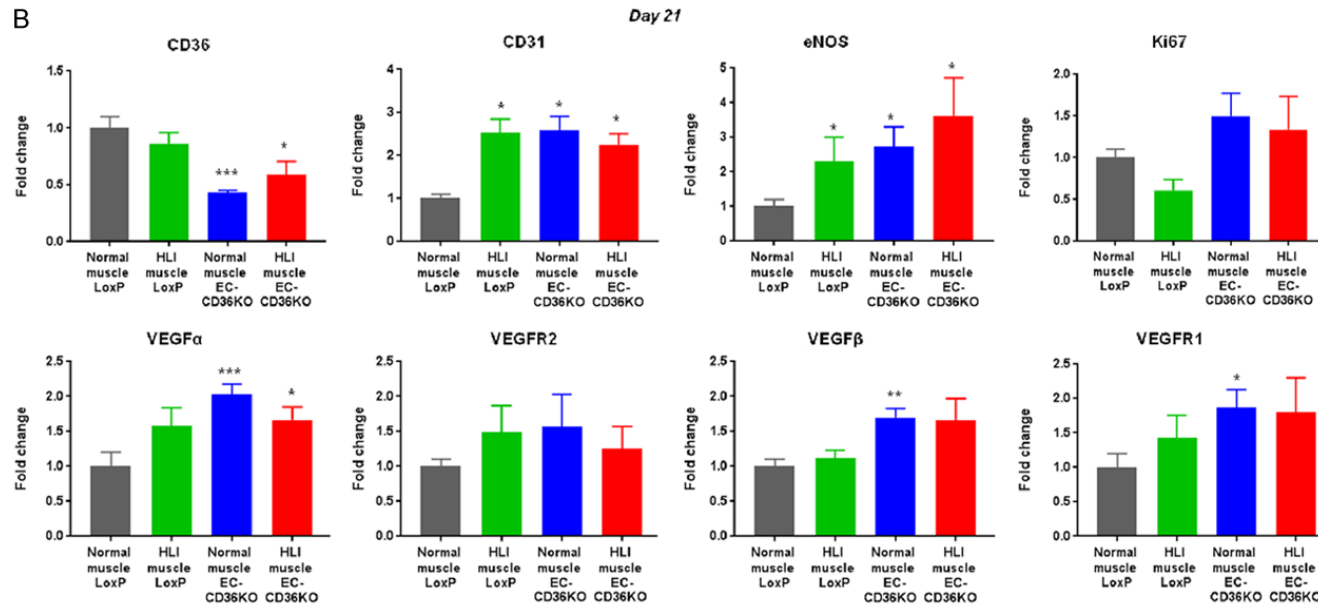 B
Day 21
CD36
Fold change
1.5
1.0
0.5
0.0
***
*
Normal muscle LoxP
HLI muscle LoxP
Normal muscle EC-CD36KO
HLI muscle EC-CD36KO
CD31
Fold change
4
3
2
1
0
*
*
*
Normal muscle LoxP
HLI muscle LoxP
Normal muscle EC-CD36KO
HLI muscle EC-CD36KO
eNOS
Fold change
5
4
3
2
1
0
*
*
*
Normal muscle LoxP
HLI muscle LoxP
Normal muscle EC-CD36KO
HLI muscle EC-CD36KO
Ki67
Fold change
2.0
1.5
1.0
0.5
0.0
Normal muscle LoxP
HLI muscle LoxP
Normal muscle EC-CD36KO
HLI muscle EC-CD36KO
VEGFα
Fold change
2.5
2.0
1.5
1.0
0.5
0.0
***
*
Normal muscle LoxP
HLI muscle LoxP
Normal muscle EC-CD36KO
HLI muscle EC-CD36KO
VEGFR2
Fold change
2.5
2.0
1.5
1.0
0.5
0.0
Normal muscle LoxP
HLI muscle LoxP
Normal muscle EC-CD36KO
HLI muscle EC-CD36KO
VEGFβ
Fold change
2.5
2.0
1.5
1.0
0.5
0.0
**
Normal muscle LoxP
HLI muscle LoxP
Normal muscle EC-CD36KO
HLI muscle EC-CD36KO
VEGFR1
Fold change
2.5
2.0
1.5
1.0
0.5
0.0
*
Normal muscle LoxP
HLI muscle LoxP
Normal muscle EC-CD36KO
HLI muscle EC-CD36KO